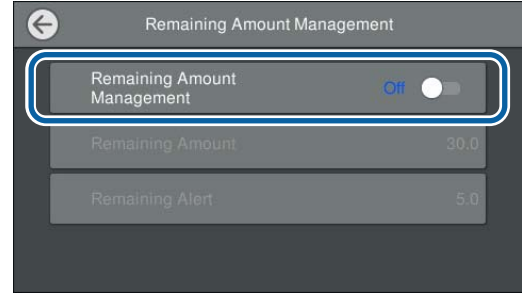 Remaining Amount Management
Remaining Amount
Management
Off
Remaining Amount
30.0
Remaining Alert
5.0